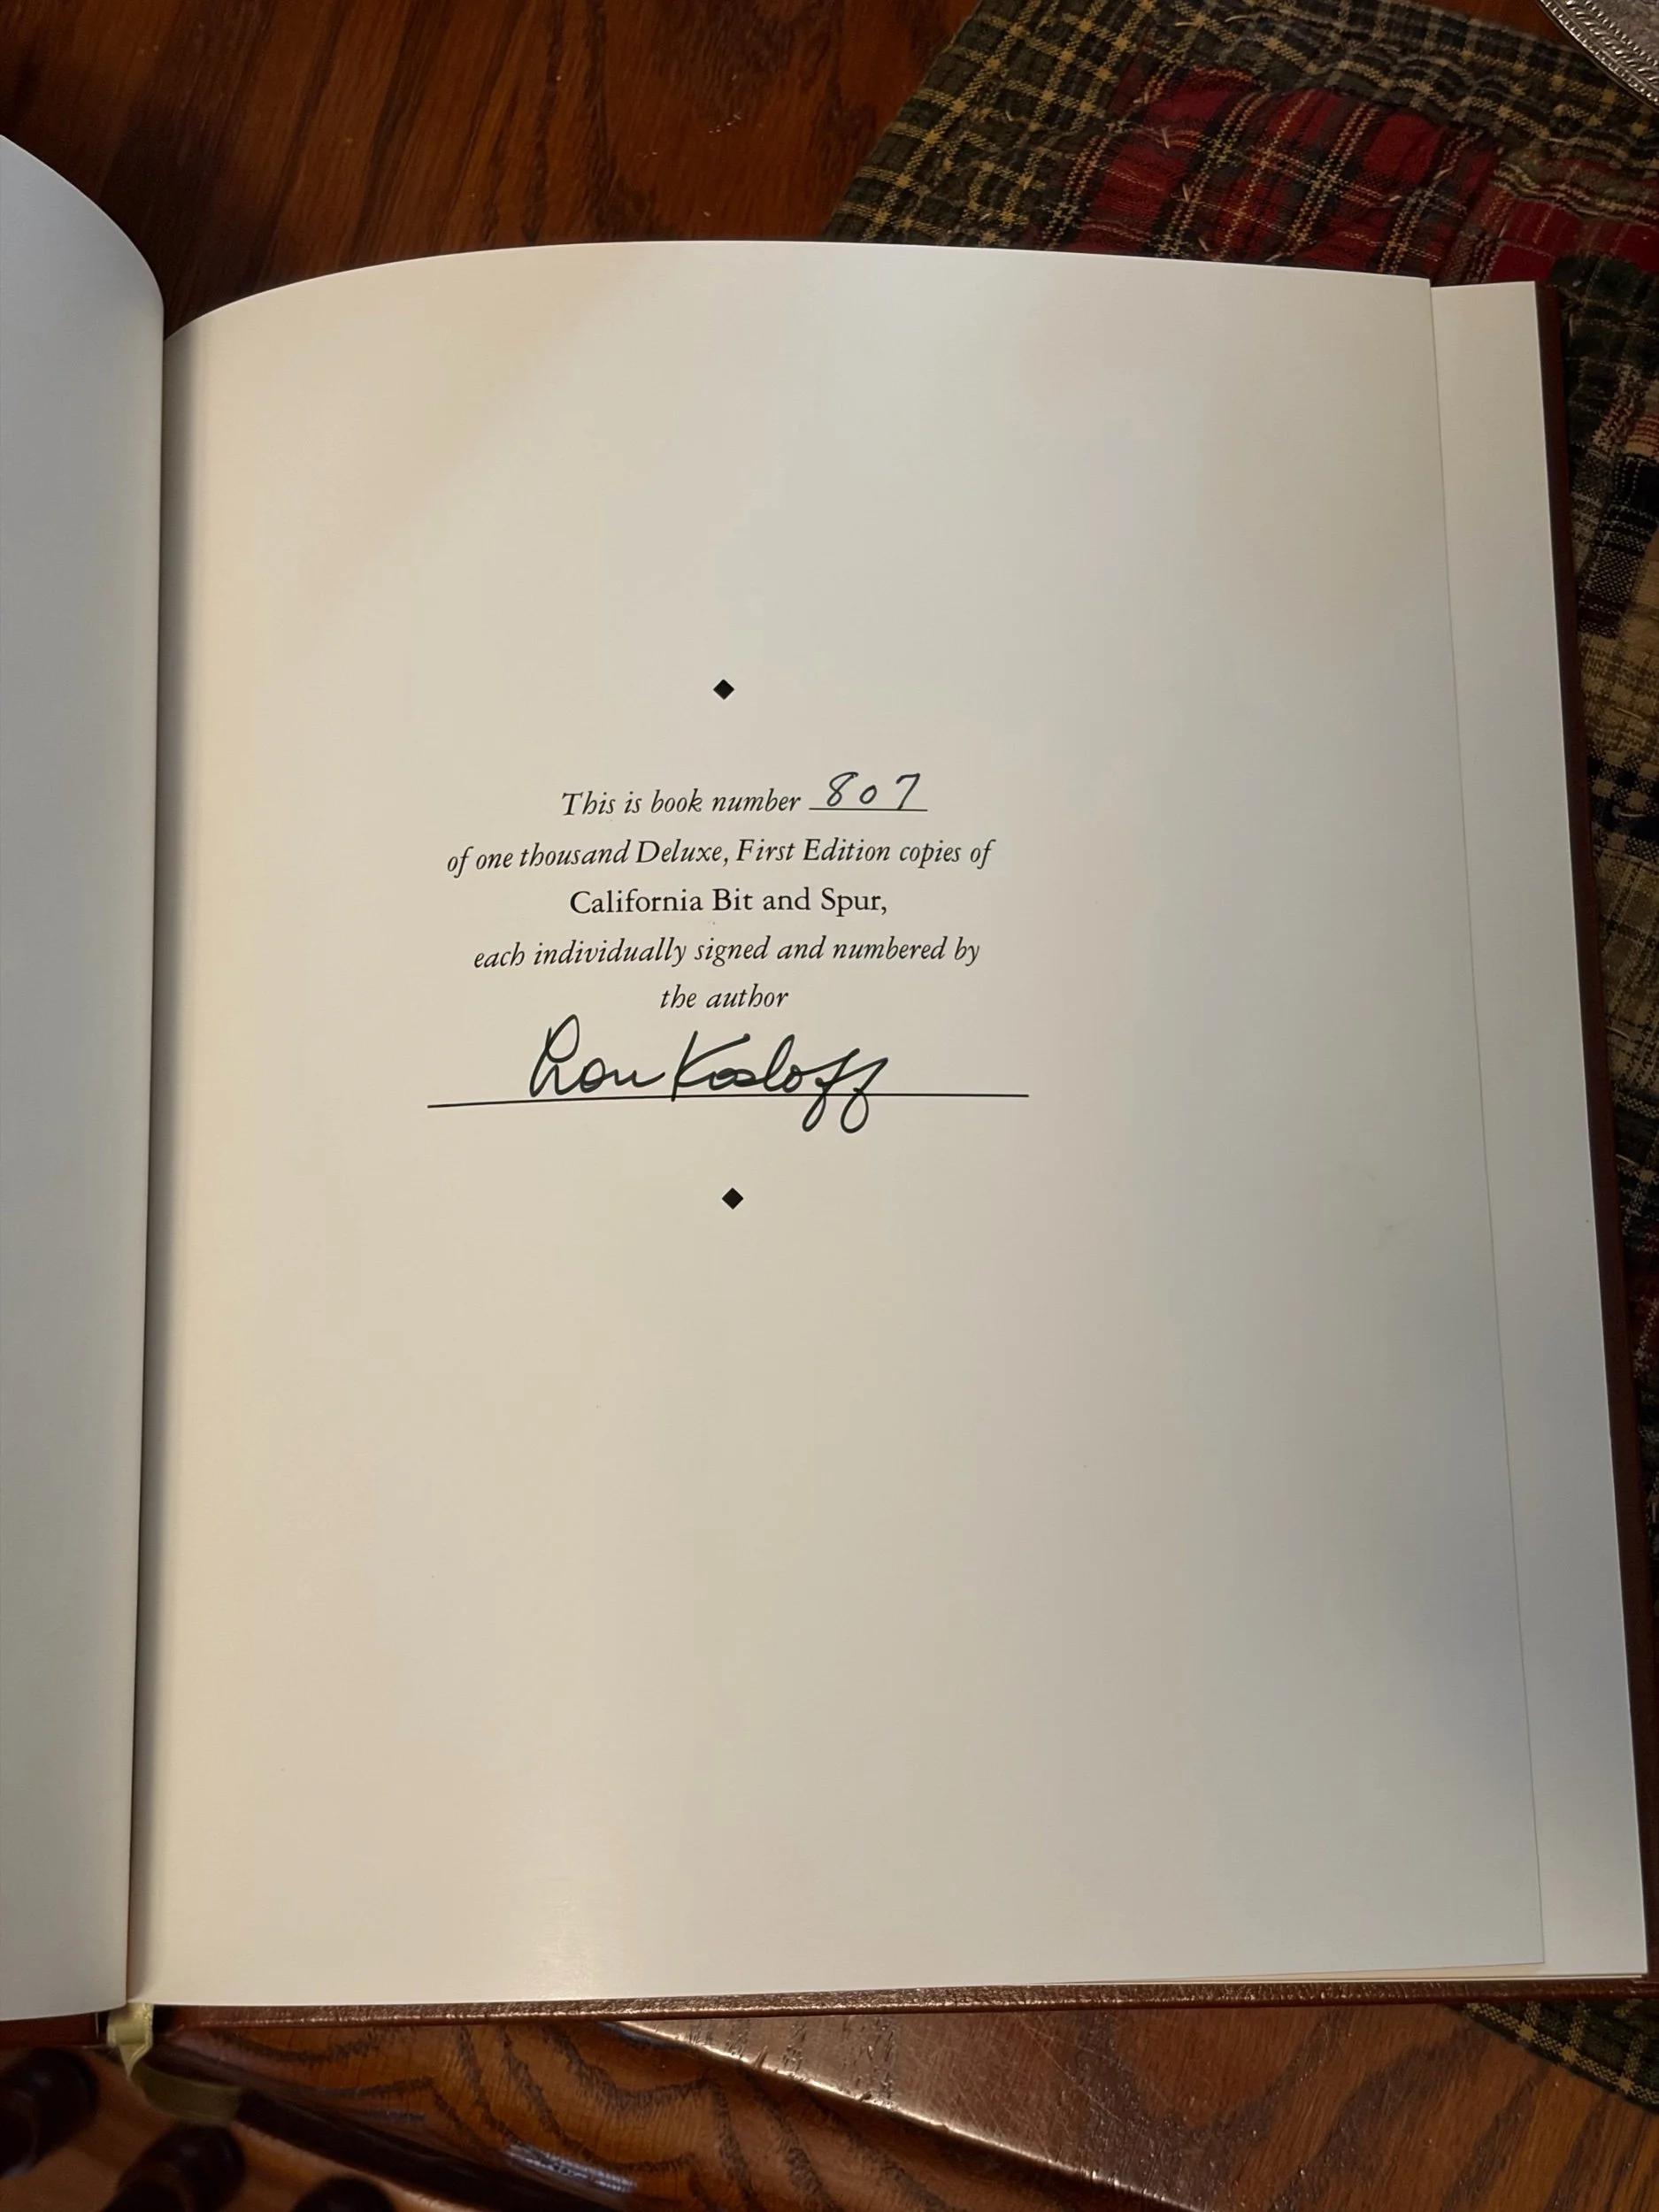 This is book number 807
of one thousand Deluxe, First Edition copies of
California Bit and Spur,
each individually signed and numbered by
the author
Ron Kosloff